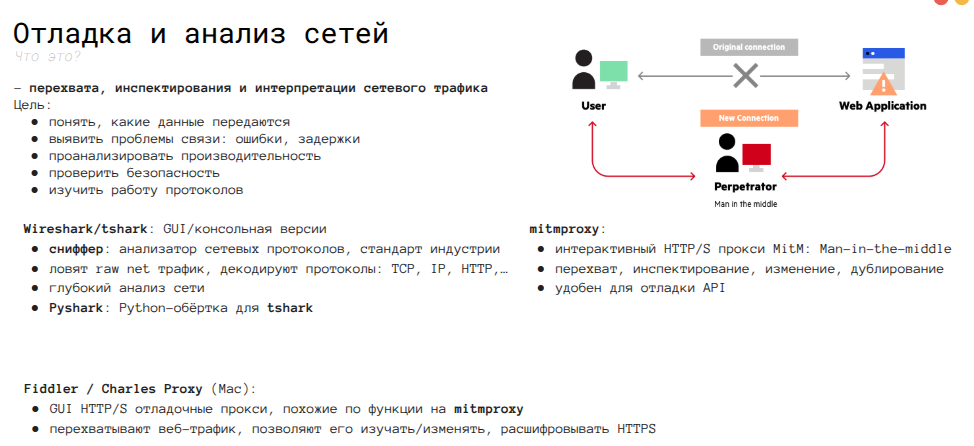 Отладка и анализ сетей
Что это?
– перехвата, инспектирования и интерпретации сетевого трафика
Цель:
● понять, какие данные передаются
● выявить проблемы связи: ошибки, задержки
● проанализировать производительность
● проверить безопасность
● изучить работу протоколов
Original connection
User
Web Application
New Connection
Perpetrator
Man in the middle
Wireshark/tshark: GUI/консольная версии
● сниффер: анализатор сетевых протоколов, стандарт индустрии
● ловят raw net трафик, декодируют протоколы: TCP, IP, HTTP,…
● глубокий анализ сети
● Pyshark: Python-обёртка для tshark
mitmproxy:
● интерактивный HTTP/S прокси MitM: Man-in-the-middle
● перехват, инспектирование, изменение, дублирование
● удобен для отладки API
Fiddler / Charles Proxy (Mac):
● GUI HTTP/S отладочные прокси, похожие по функции на mitmproxy
● перехватывают веб-трафик, позволяют его изучать/изменять, расшифровывать HTTPS